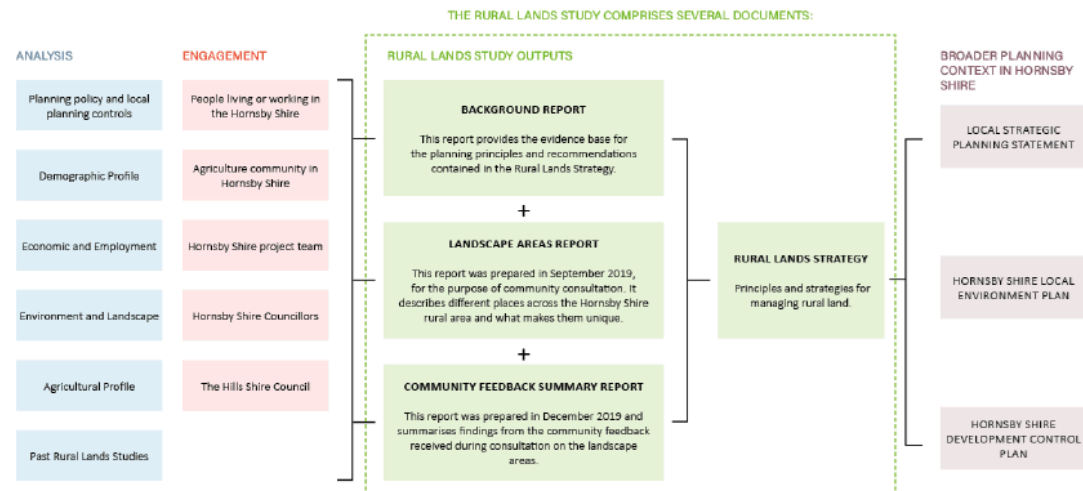 THE RURAL LANDS STUDY COMPRISES SEVERAL DOCUMENTS:
ANALYSIS
Planning policy and local
planning controls
Demographic Profile
Economic and Employment
Environment and Landscape
Agricultural Profile
Past Rural Lands Studies
ENGAGEMENT
People living or working in
the Hornsby Shire
Agriculture community in
Hornsby Shire
Hornsby Shire project team
Hornsby Shire Councillors
The Hills Shire Council
RURAL LANDS STUDY OUTPUTS
BACKGROUND REPORT
This report provides the evidence base for
the planning principles and recommendations
contained in the Rural Lands Strategy.
+
LANDSCAPE AREAS REPORT
This report was prepared in September 2019,
for the purpose of community consultation. It
describes different places across the Hornsby Shire
rural area and what makes them unique.
+
COMMUNITY FEEDBACK SUMMARY REPORT
This report was prepared in December 2019 and
summarises findings from the community feedback
received during consultation on the landscape
areas.
RURAL LANDS STRATEGY
Principles and strategies for
managing rural land.
BROADER PLANNING
CONTEXT IN HORNSBY
SHIRE
LOCAL STRATEGIC
PLANNING STATEMENT
HORNSBY SHIRE LOCAL
ENVIRONMENT PLAN
HORNSBY SHIRE
DEVELOPMENT CONTROL
PLAN